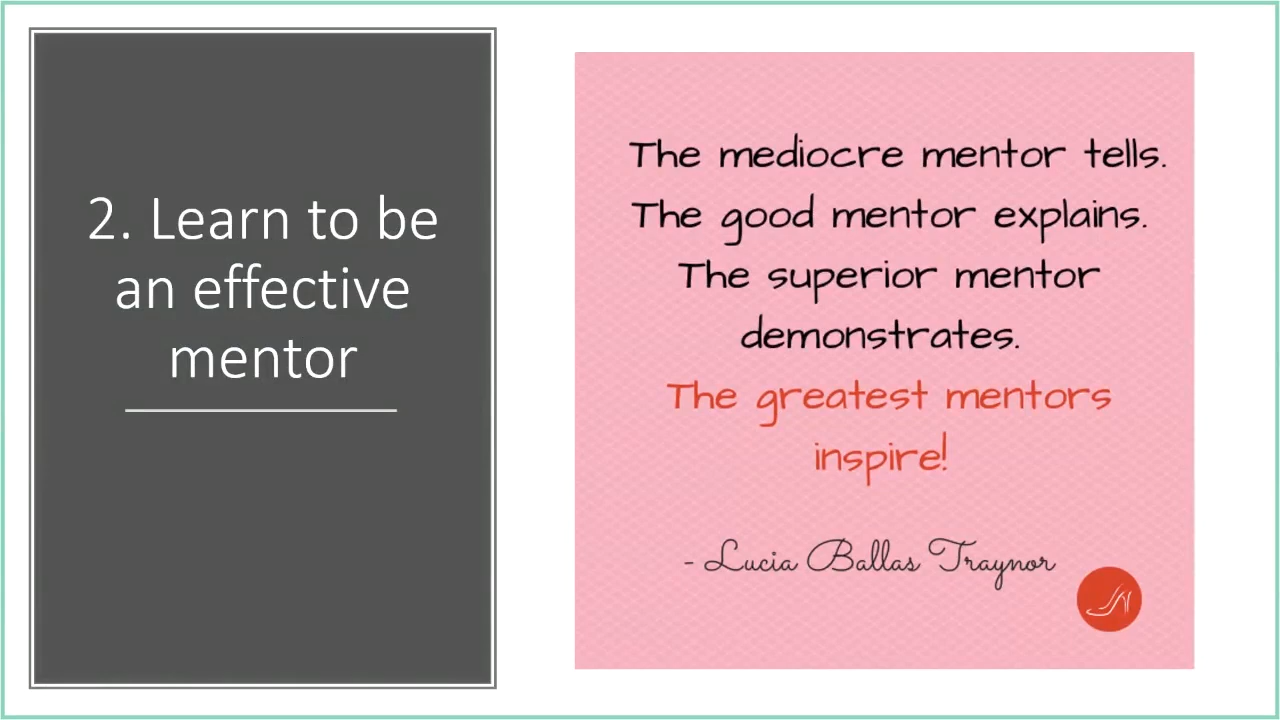 2. Learn to be
an effective
mentor
The mediocre mentor tells.
The good mentor explains.
The superior mentor
demonstrates.
The greatest mentors
inspire!
- Lucia Ballas Traynor